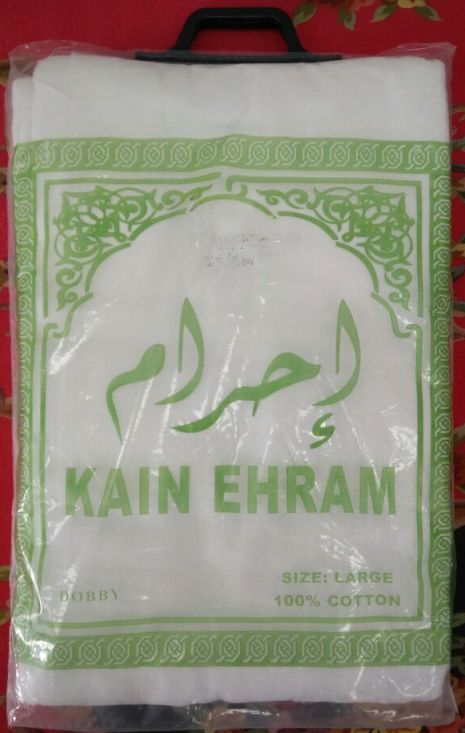 إحرام
KAIN EHRAM
DOBBY
SIZE: LARGE
100% COTTON